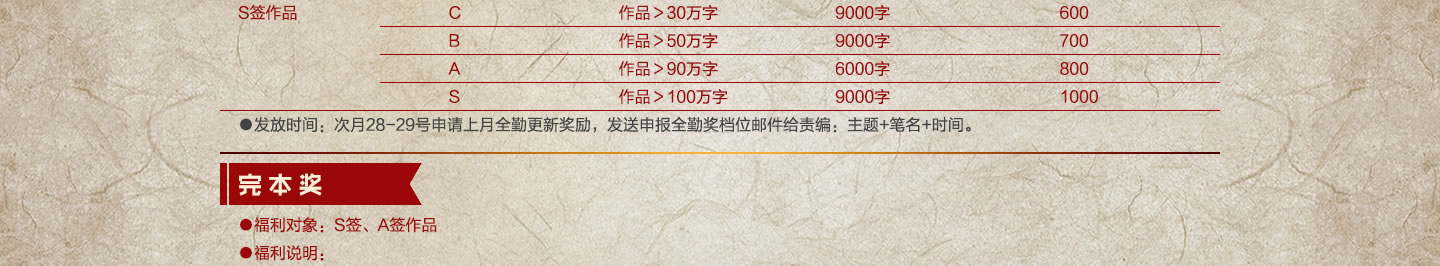 S签作品 C 作品>30万字 9000字 600
B 作品>50万字 9000字 700
A 作品>90万字 6000字 800
S 作品>100万字 9000字 1000
●发放时间：次月28-29号申请上月全勤更新奖励，发送申报全勤奖档位邮件给责编：主题+笔名+时间。
完本奖
●福利对象：S签、A签作品
●福利说明：